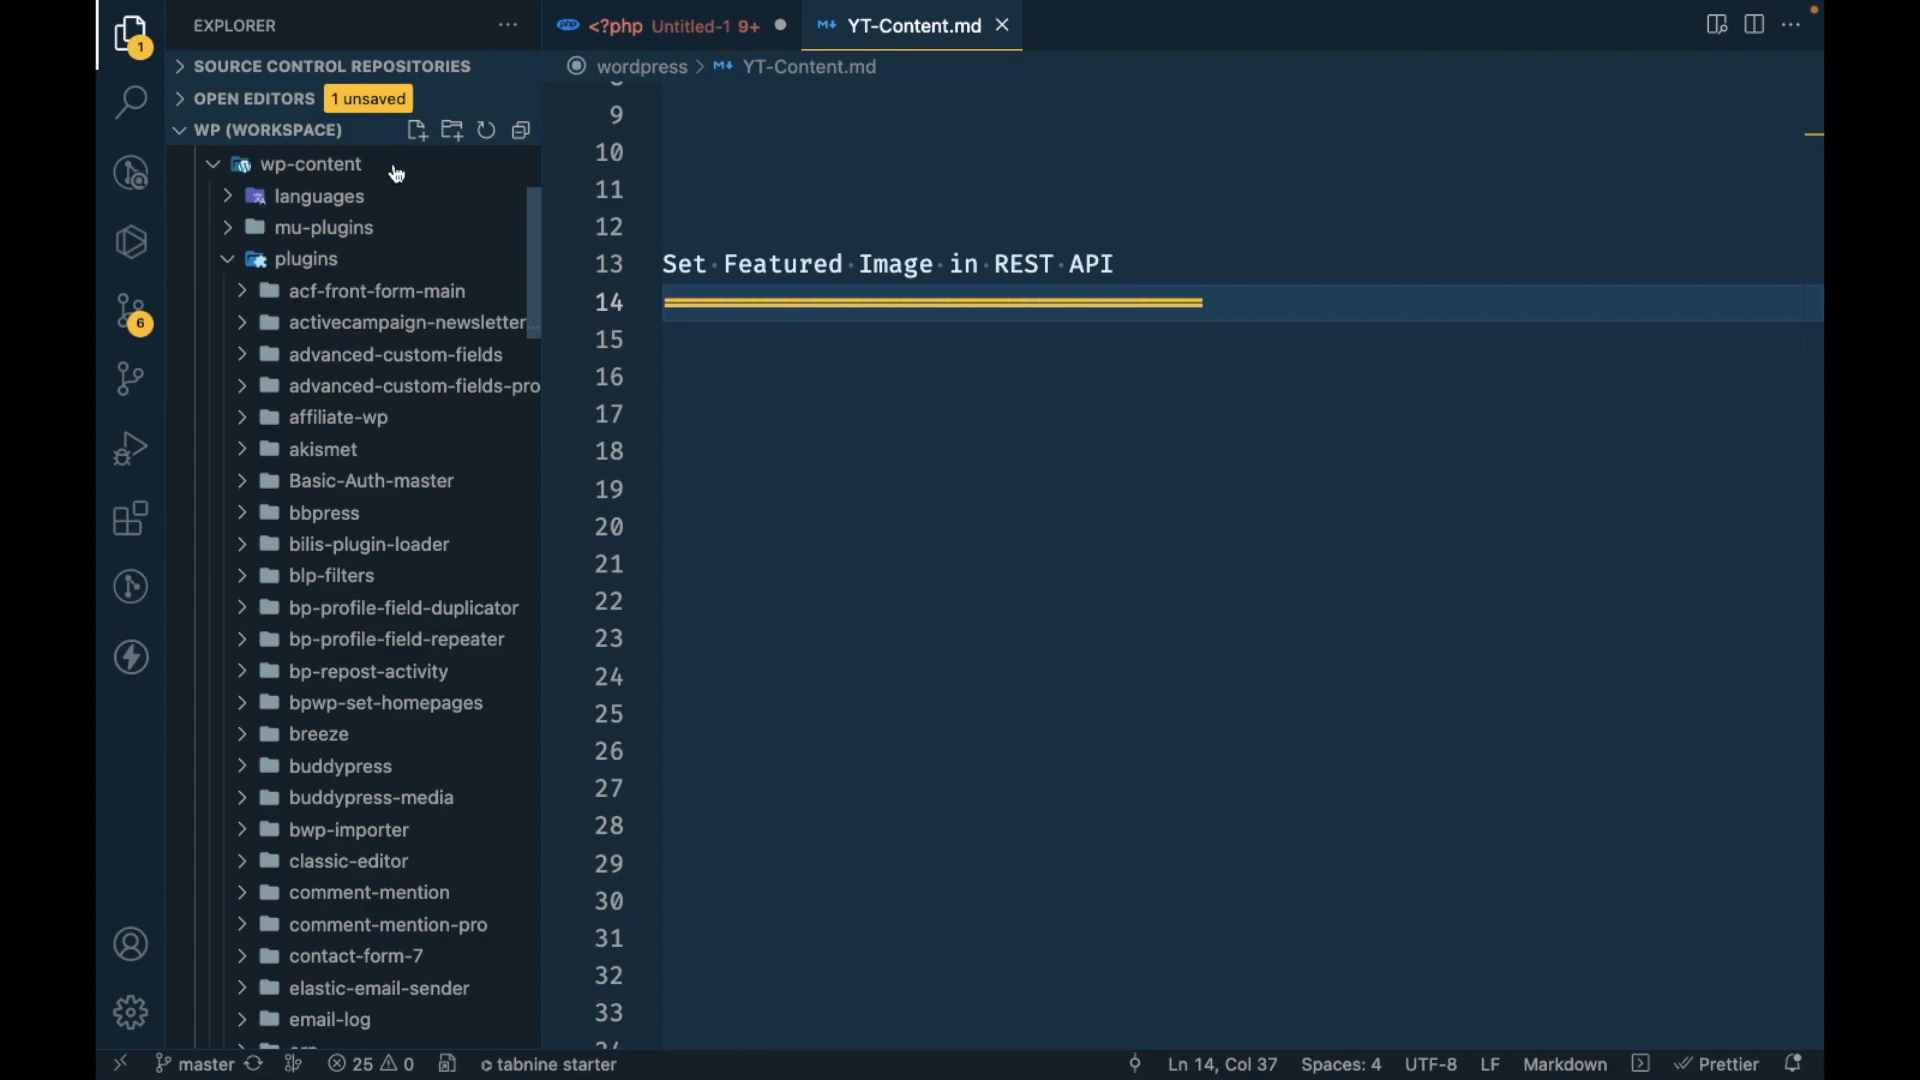 EXPLORER
<?php Untitled-1 9+
YT-Content.md
SOURCE CONTROL REPOSITORIES
wordpress > YT-Content.md
OPEN EDITORS 1 unsaved
WP (WORKSPACE)
wp-content
languages
mu-plugins
plugins
acf-front-form-main
activecampaign-newsletter...
advanced-custom-fields
advanced-custom-fields-pro
affiliate-wp
akismet
Basic-Auth-master
bbpress
bilis-plugin-loader
blp-filters
bp-profile-field-duplicator
bp-profile-field-repeater
bp-repost-activity
bpwp-set-homepages
breeze
buddypress
buddypress-media
bwp-importer
classic-editor
comment-mention
comment-mention-pro
contact-form-7
elastic-email-sender
email-log
1
6
9
10
11
12
13 Set Featured Image in REST API
14 ====================================
15
16
17
18
19
20
21
22
23
24
25
26
27
28
29
30
31
32
33
master 25 0 tabnine starter Ln 14, Col 37 Spaces: 4 UTF-8 LF Markdown Prettier